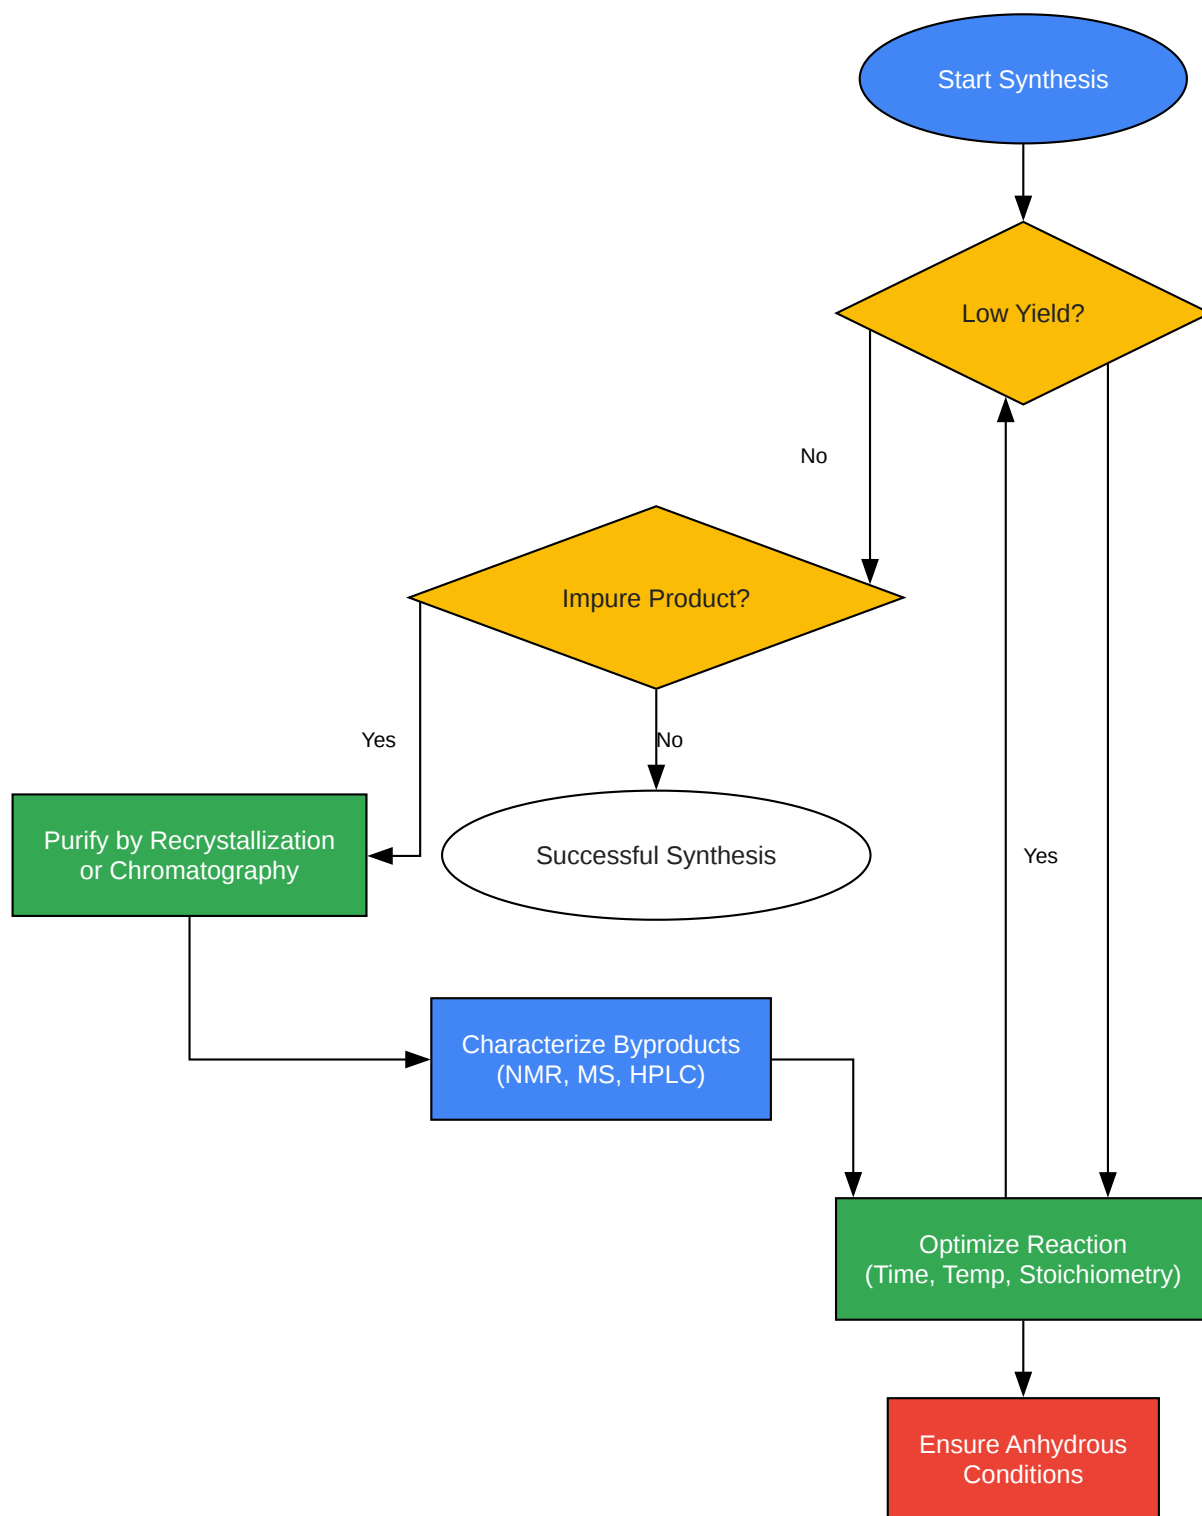 Start Synthesis
Low Yield?
No
Impure Product?
Yes
No
Purify by Recrystallization
or Chromatography
Successful Synthesis
Yes
Characterize Byproducts
(NMR, MS, HPLC)
Optimize Reaction
(Time, Temp, Stoichiometry)
Ensure Anhydrous
Conditions